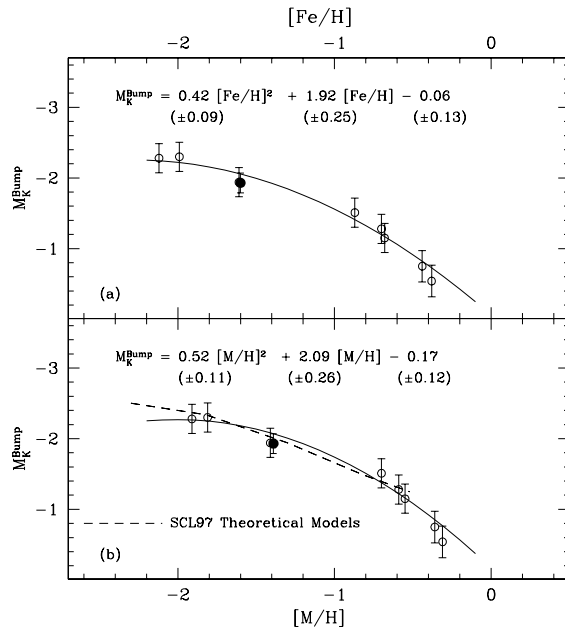 [Fe/H]
-2 -1 0
M_K^Bump = 0.42 [Fe/H]² + 1.92 [Fe/H] − 0.06
(±0.09) (±0.25) (±0.13)
-3
-2
-1
M_K^Bump
(a)
M_K^Bump = 0.52 [M/H]² + 2.09 [M/H] − 0.17
(±0.11) (±0.26) (±0.12)
-3
-2
-1
M_K^Bump
SCL97 Theoretical Models
(b)
-2 -1 0
[M/H]